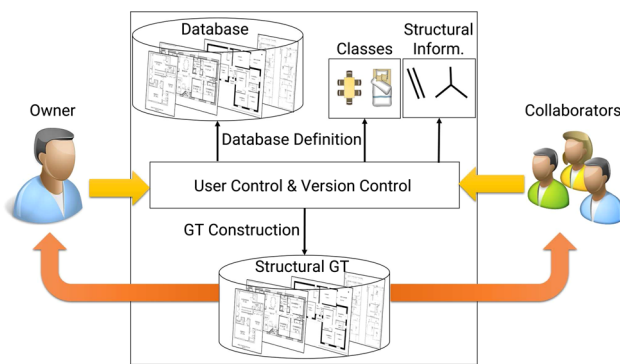 Database
Classes
Structural
Inform.
Owner
Collaborators
Database Definition
User Control & Version Control
GT Construction
Structural GT